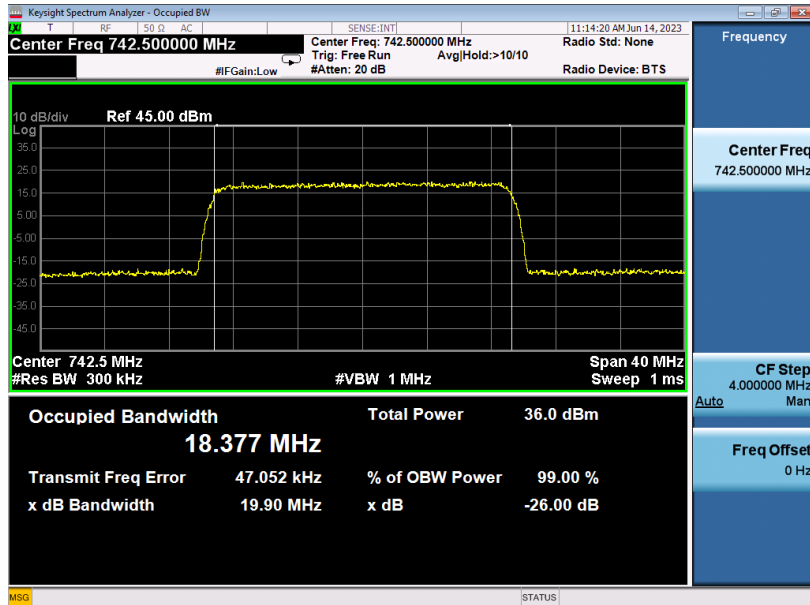 Keysight Spectrum Analyzer - Occupied BW
LXI T RF 50 Ω AC SENSE:INT 11:14:20 AM Jun 14, 2023
Center Freq 742.500000 MHz
Center Freq: 742.500000 MHz Radio Std: None
Trig: Free Run Avg|Hold:>10/10
#IFGain:Low #Atten: 20 dB Radio Device: BTS
10 dB/div Ref 45.00 dBm
Log
35.0
25.0
15.0
5.00
-5.00
-15.0
-25.0
-35.0
-45.0
Center 742.5 MHz Span 40 MHz
#Res BW 300 kHz #VBW 1 MHz Sweep 1 ms
Occupied Bandwidth Total Power 36.0 dBm
18.377 MHz
Transmit Freq Error 47.052 kHz % of OBW Power 99.00 %
x dB Bandwidth 19.90 MHz x dB -26.00 dB
Frequency
Center Freq
742.500000 MHz
CF Step
4.000000 MHz
Auto Man
Freq Offset
0 Hz
MSG STATUS